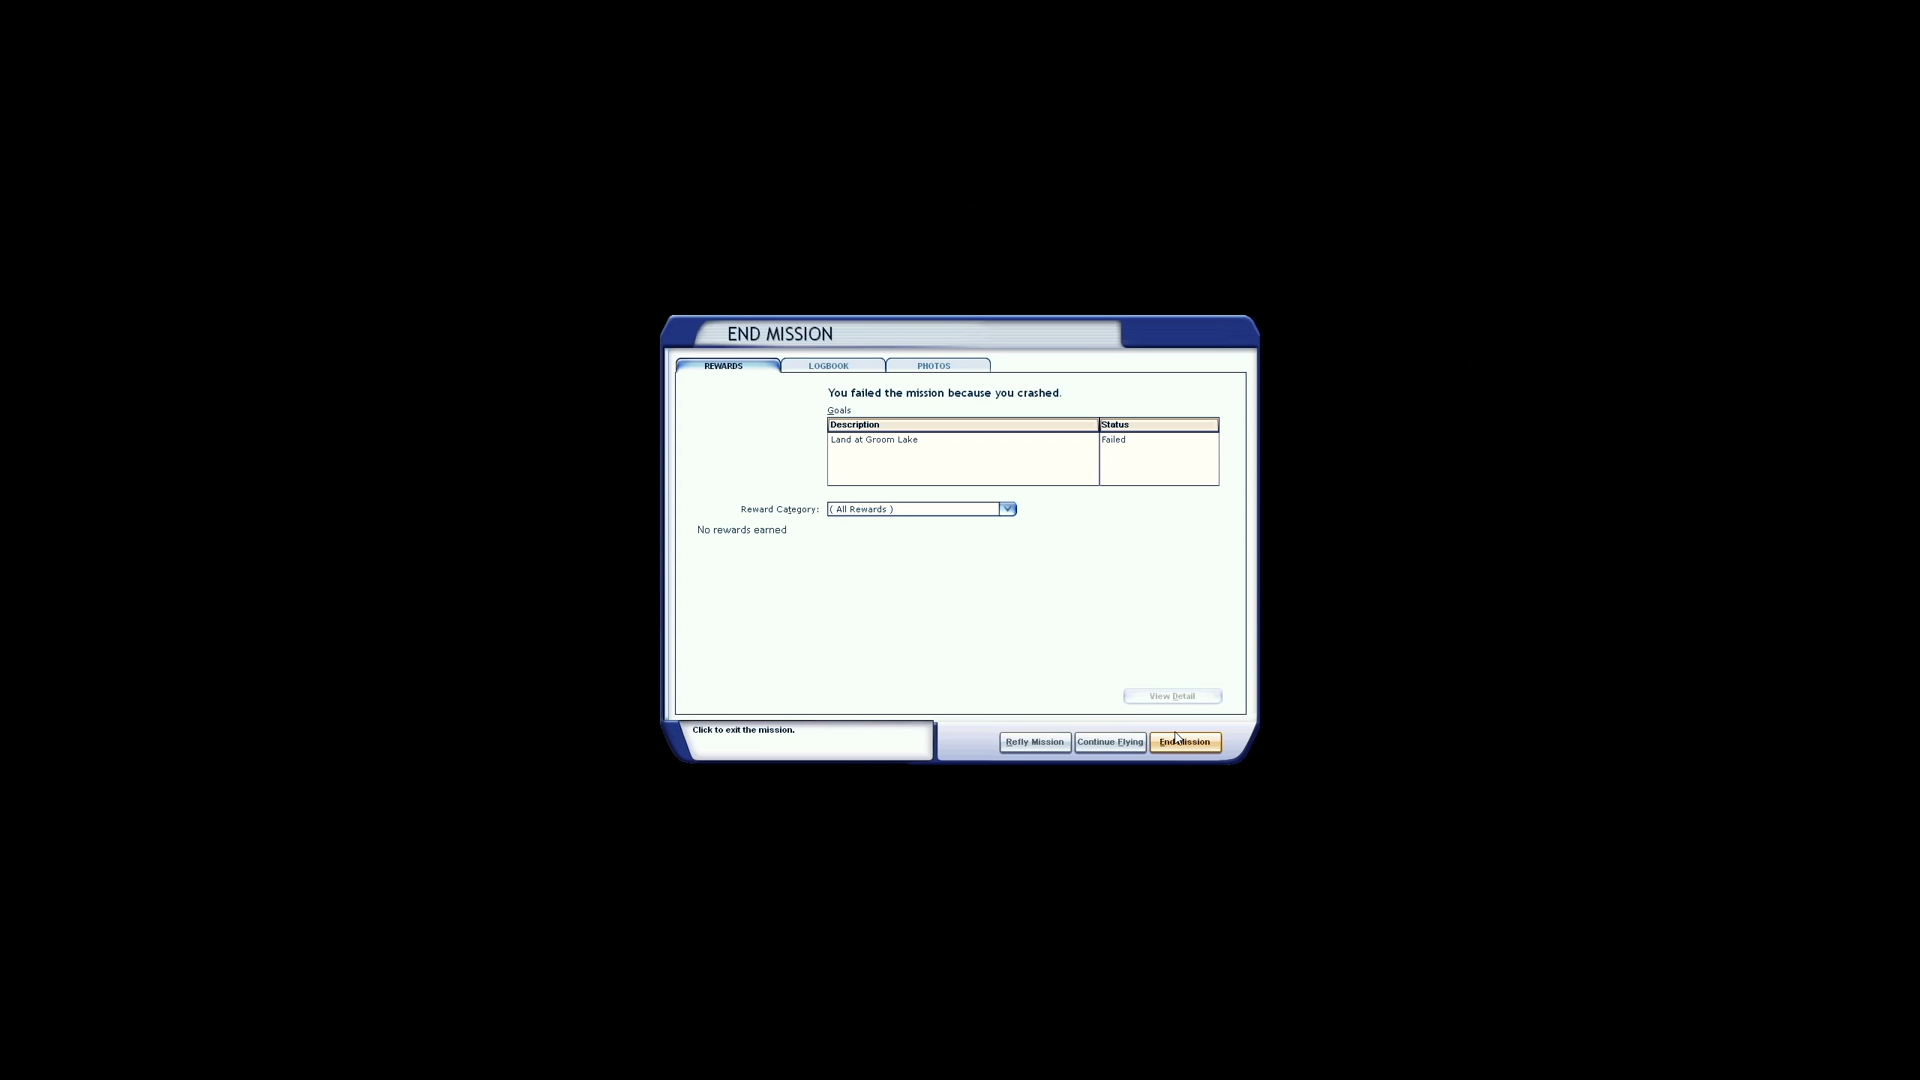 END MISSION
REWARDS
LOGBOOK
PHOTOS
You failed the mission because you crashed.
Goals
Description Status
Land at Groom Lake Failed
Reward Category: ( All Rewards )
No rewards earned
View Detail
Click to exit the mission.
Refly Mission Continue Flying End Mission